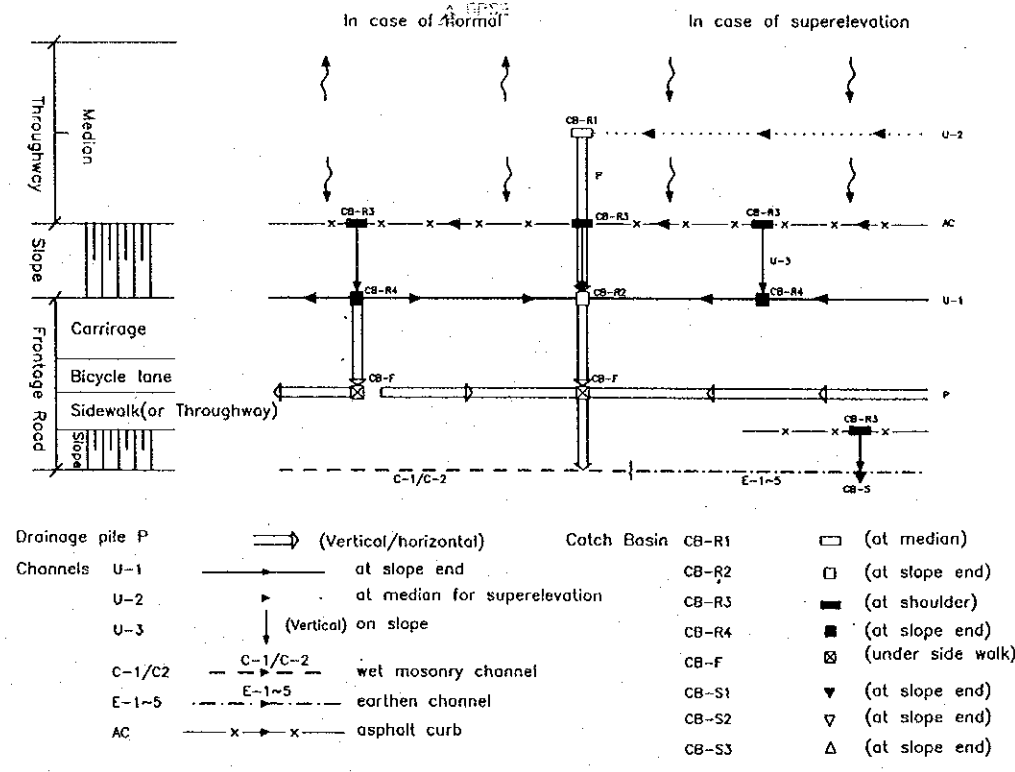 In case of normal
In case of superelevation
Throughway
Median
CB-R1
U-2
P
CB-R3
CB-R3
CB-R3
AC
Slope
U-3
CB-R4
CB-R2
CB-R4
U-1
Frontage Road
Carrirage
Bicycle lane
CB-F
CB-F
P
Sidewalk(or Throughway)
CB-R3
Slope
C-1/C-2
E-1~5
CB-S
Drainage pile P
(Vertical/horizontal)
Channels
U-1
at slope end
U-2
at median for superelevation
U-3
(Vertical) on slope
C-1/C2
C-1/C-2
wet mosonry channel
E-1~5
E-1~5
earthen channel
AC
asphalt curb
Catch Basin
CB-R1
(at median)
CB-R2
(at slope end)
CB-R3
(at shoulder)
CB-R4
(at slope end)
CB-F
(under side walk)
CB-S1
(at slope end)
CB-S2
(at slope end)
CB-S3
(at slope end)